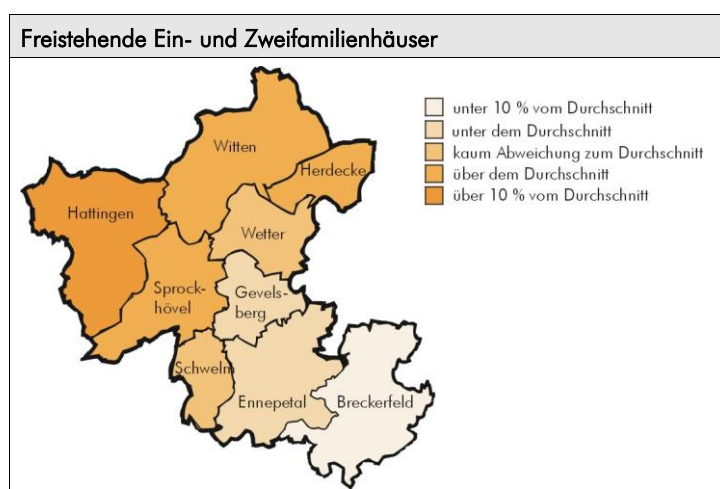 Freistehende Ein- und Zweifamilienhäuser
unter 10 % vom Durchschnitt
unter dem Durchschnitt
kaum Abweichung zum Durchschnitt
über dem Durchschnitt
über 10 % vom Durchschnitt
Witten
Herdecke
Hattingen
Wetter
Sprock-
hövel
Gevels-
berg
Schwelm
Ennepetal
Breckerfeld